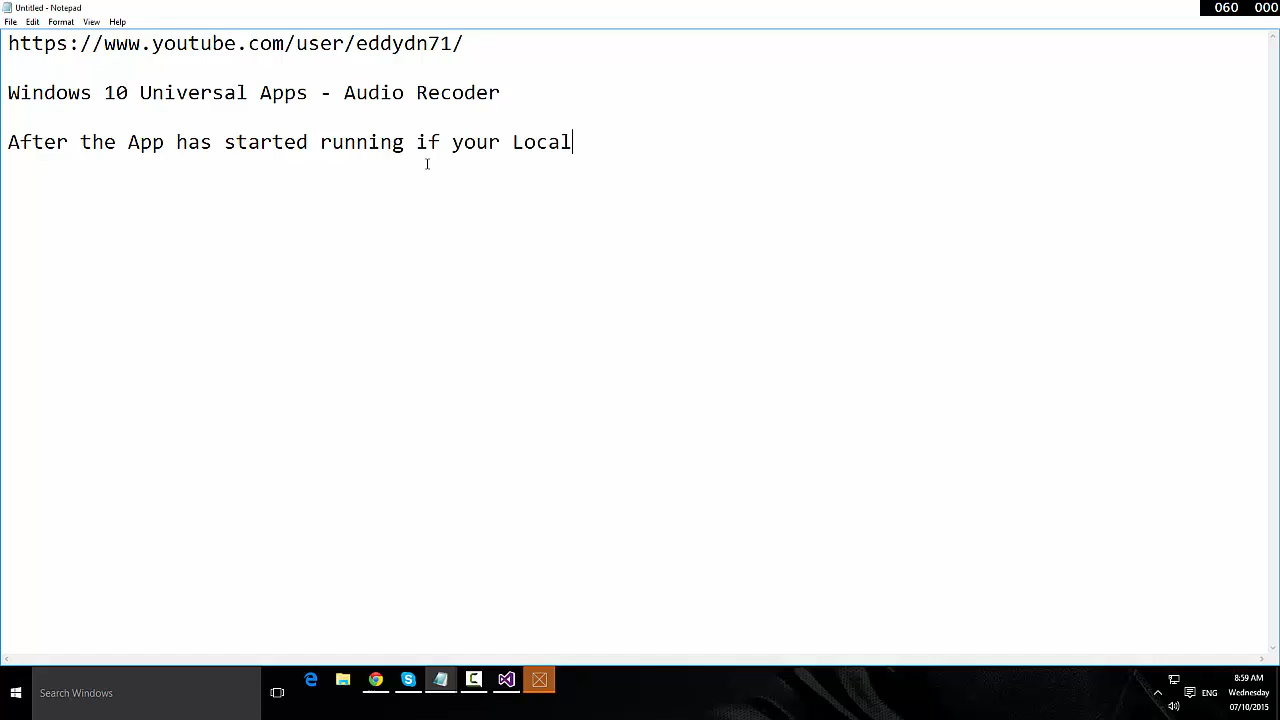 Untitled - Notepad
060 000
File Edit Format View Help
https://www.youtube.com/user/eddydn71/
Windows 10 Universal Apps - Audio Recoder
After the App has started running if your Local
Search Windows
ENG
8:59 AM
Wednesday
07/10/2015